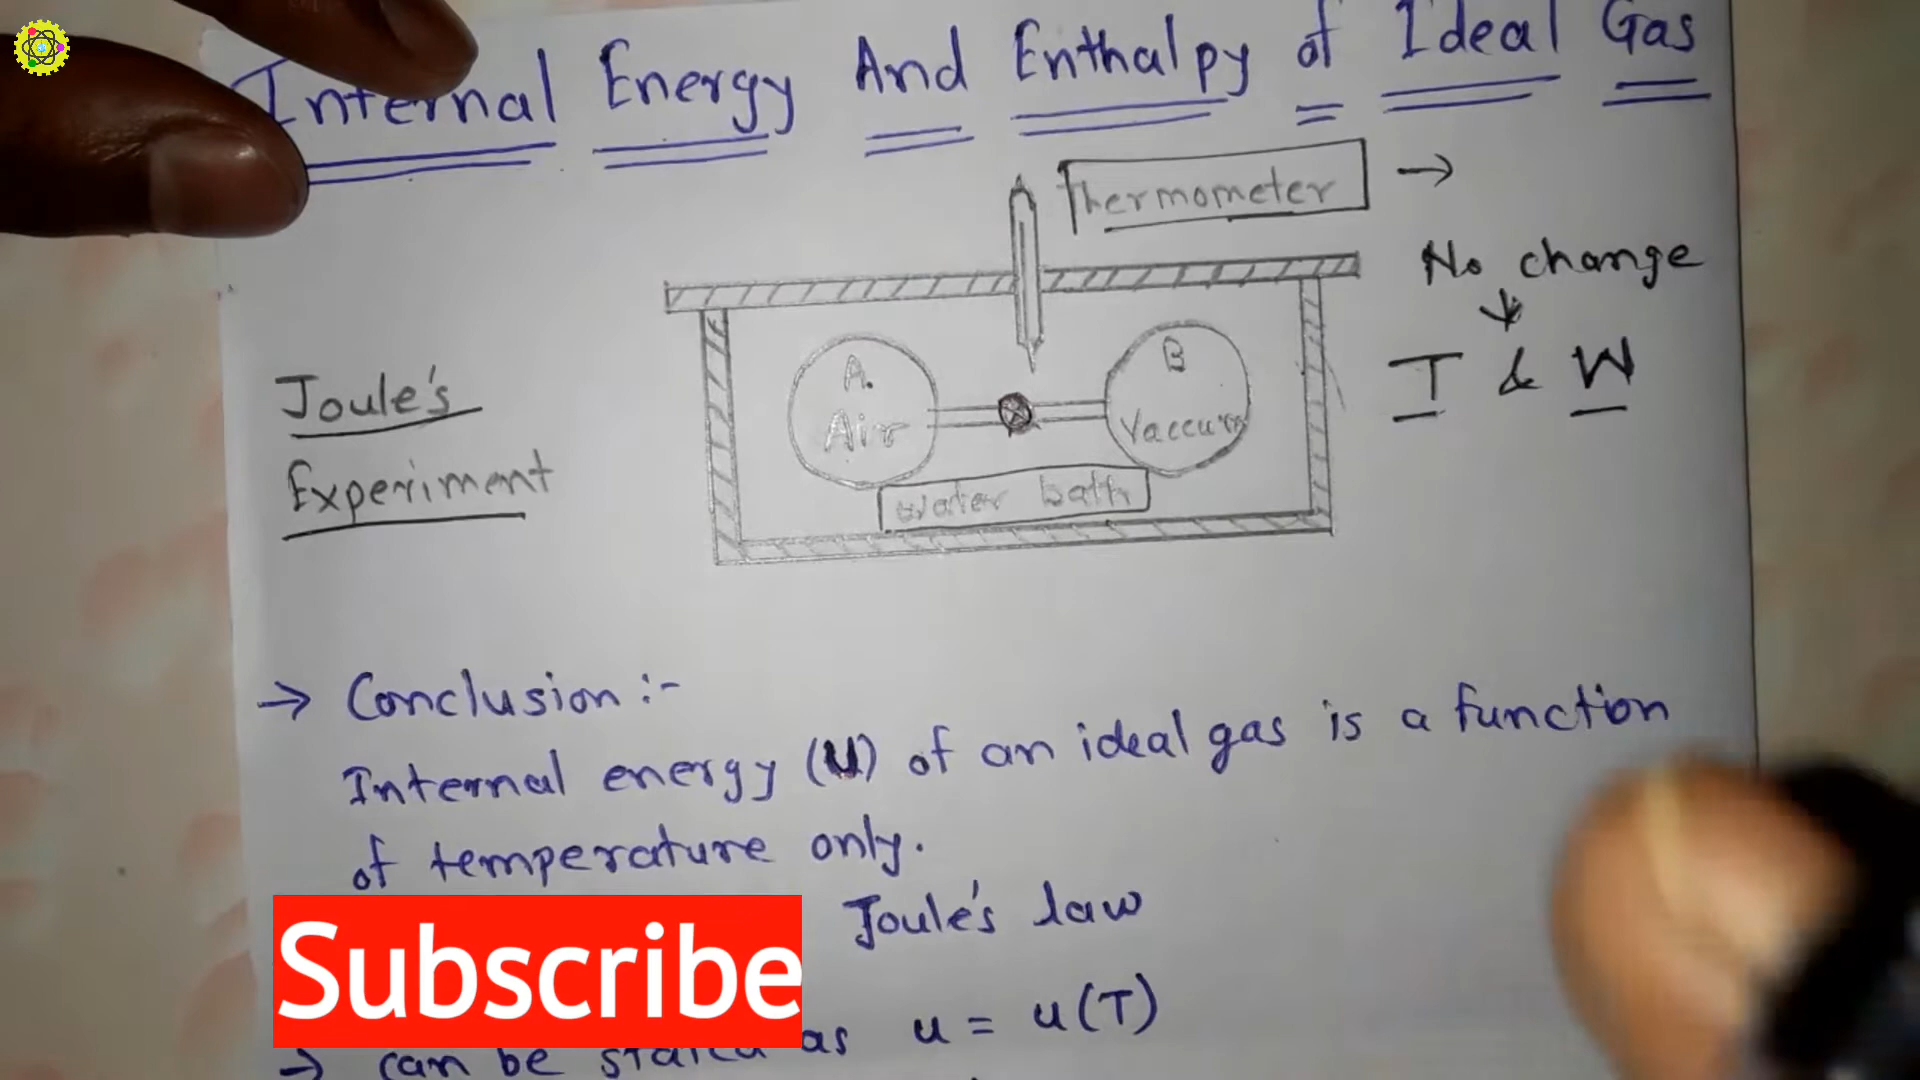 Internal Energy And Enthalpy of Ideal Gas
Thermometer →
No change
T & W
Joule's
Experiment
A.
Air
B
Vaccum
water bath
→ Conclusion :-
Internal energy (U) of an ideal gas is a function
of temperature only.
Joule's law
Subscribe
→ can be stated as u = u(T)